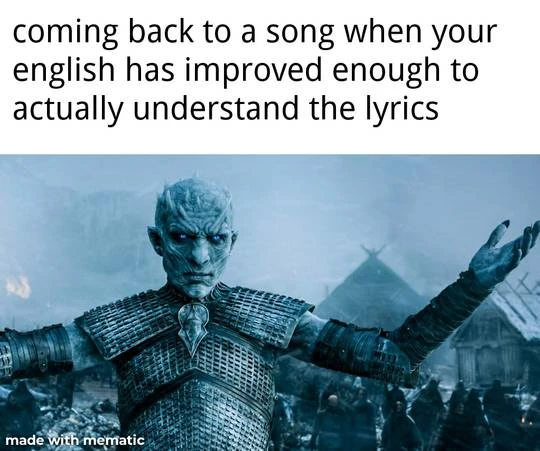 coming back to a song when your
english has improved enough to
actually understand the lyrics
made with mematic